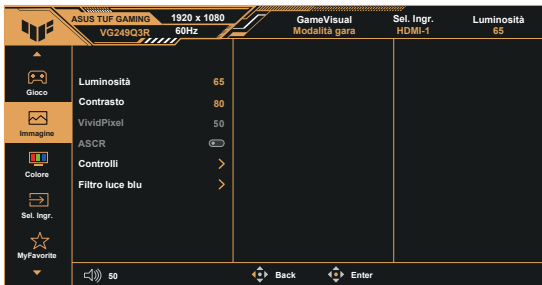 ASUS TUF GAMING 1920 x 1080 GameVisual Sel. Ingr. Luminosità
VG249Q3R 60Hz Modalità gara HDMI-1 65
Gioco
Luminosità 65
Contrasto 80
Immagine
VividPixel 50
ASCR
Controlli
Colore
Filtro luce blu
Sel. Ingr.
MyFavorite
50 Back Enter